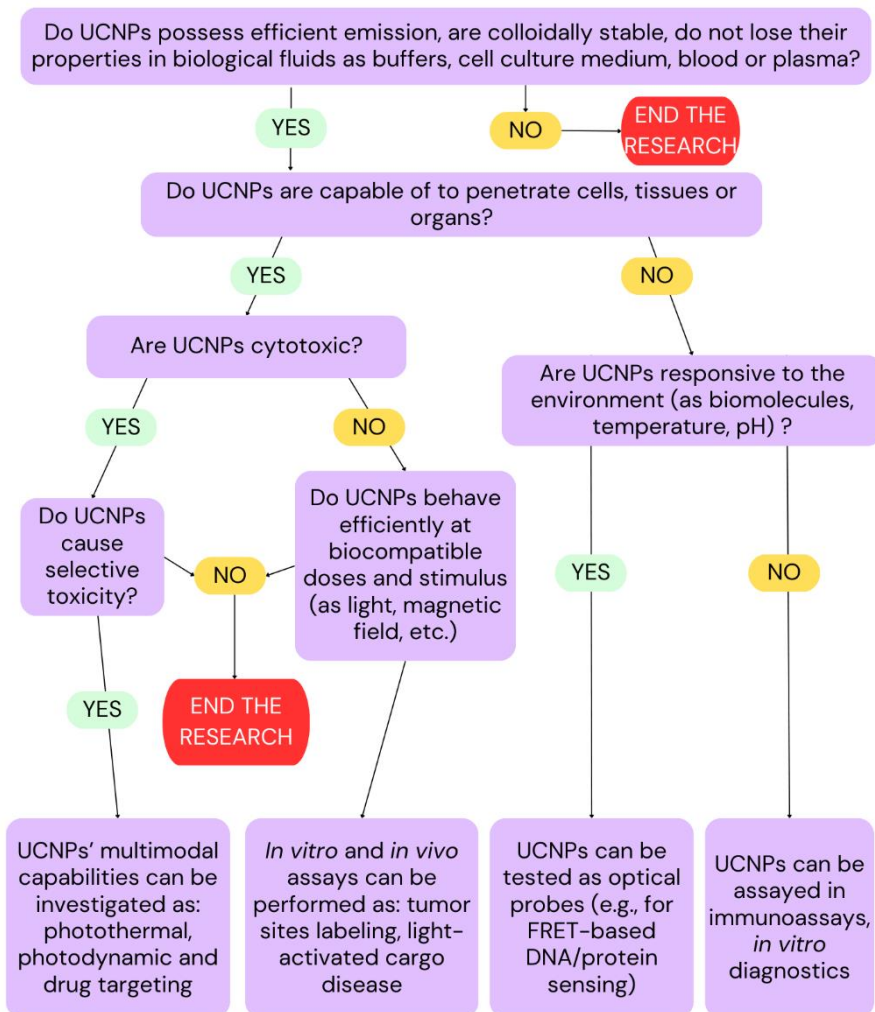 Do UCNPs possess efficient emission, are colloidally stable, do not lose their
properties in biological fluids as buffers, cell culture medium, blood or plasma?
YES
NO
END THE
RESEARCH
Do UCNPs are capable of to penetrate cells, tissues or
organs?
YES
NO
Are UCNPs cytotoxic?
Are UCNPs responsive to the
environment (as biomolecules,
temperature, pH) ?
YES
NO
Do UCNPs
cause
selective
toxicity?
NO
Do UCNPs behave
efficiently at
biocompatible
doses and stimulus
(as light, magnetic
field, etc.)
YES
NO
YES
END THE
RESEARCH
UCNPs’ multimodal
capabilities can be
investigated as:
photothermal,
photodynamic and
drug targeting
In vitro and in vivo
assays can be
performed as: tumor
sites labeling, light-
activated cargo
disease
UCNPs can be
tested as optical
probes (e.g., for
FRET-based
DNA/protein
sensing)
UCNPs can be
assayed in
immunoassays,
in vitro
diagnostics